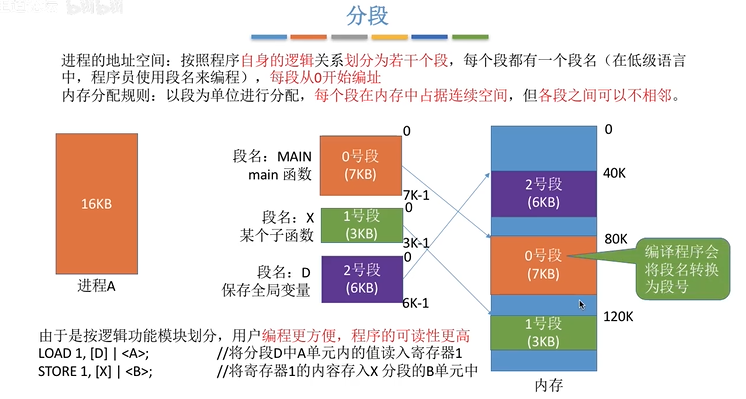 分段
进程的地址空间：按照程序自身的逻辑关系划分为若干个段，每个段都有一个段名（在低级语言
中，程序员使用段名来编程），每段从0开始编址
内存分配规则：以段为单位进行分配，每个段在内存中占据连续空间，但各段之间可以不相邻。
16KB
进程A
段名：MAIN
main 函数
0号段
(7KB)
0
7K-1
段名：X
某个子函数
1号段
(3KB)
0
3K-1
段名：D
保存全局变量
2号段
(6KB)
0
6K-1
0
40K
2号段
(6KB)
80K
0号段
(7KB)
120K
1号段
(3KB)
内存
编译程序会
将段名转换
为段号
由于是按逻辑功能模块划分，用户编程更方便，程序的可读性更高
LOAD 1, [D] | <A>; //将分段D中A单元内的值读入寄存器1
STORE 1, [X] | <B>; //将寄存器1的内容存入X 分段的B单元中